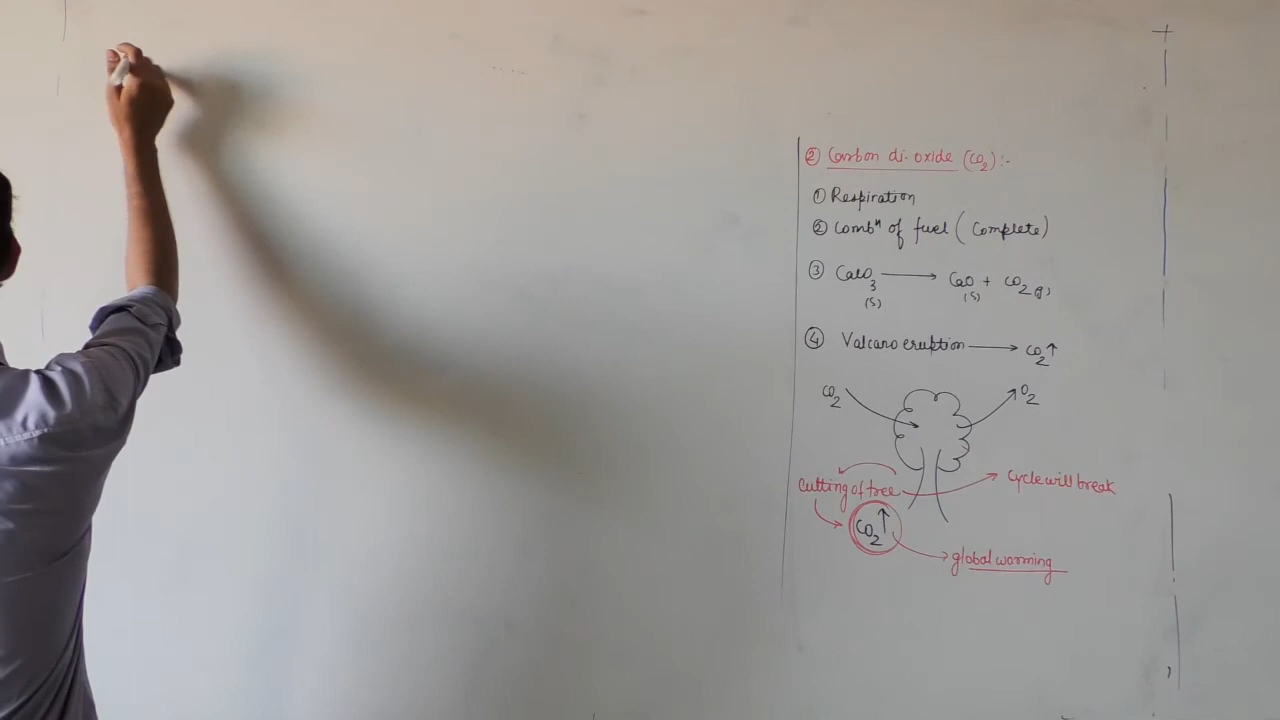 ② Carbon di-oxide (CO₂) :-
① Respiration
② Combⁿ of fuel ( Complete)
③ CaCO₃ (s) → CaO (s) + CO₂ (g)
④ Valcano eruption → CO₂↑
CO₂ O₂
Cutting of tree → Cycle will break
CO₂↑
global warming